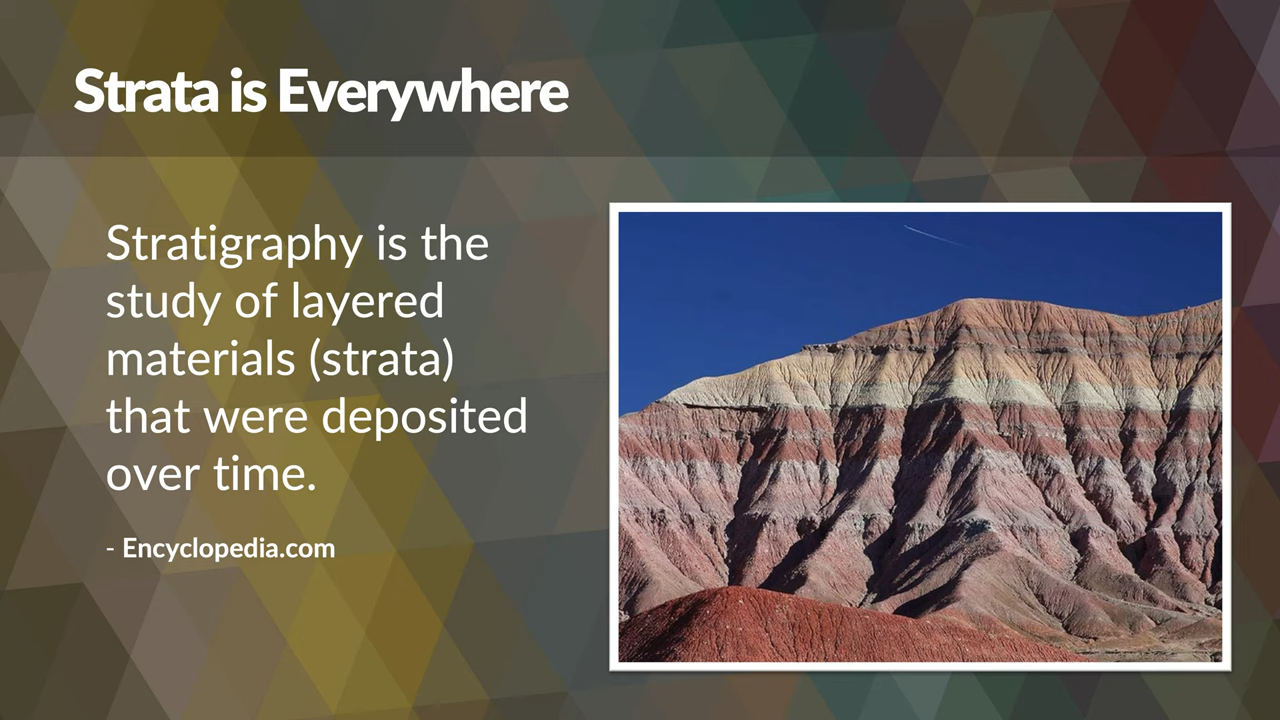 Strata is Everywhere
Stratigraphy is the
study of layered
materials (strata)
that were deposited
over time.
- Encyclopedia.com